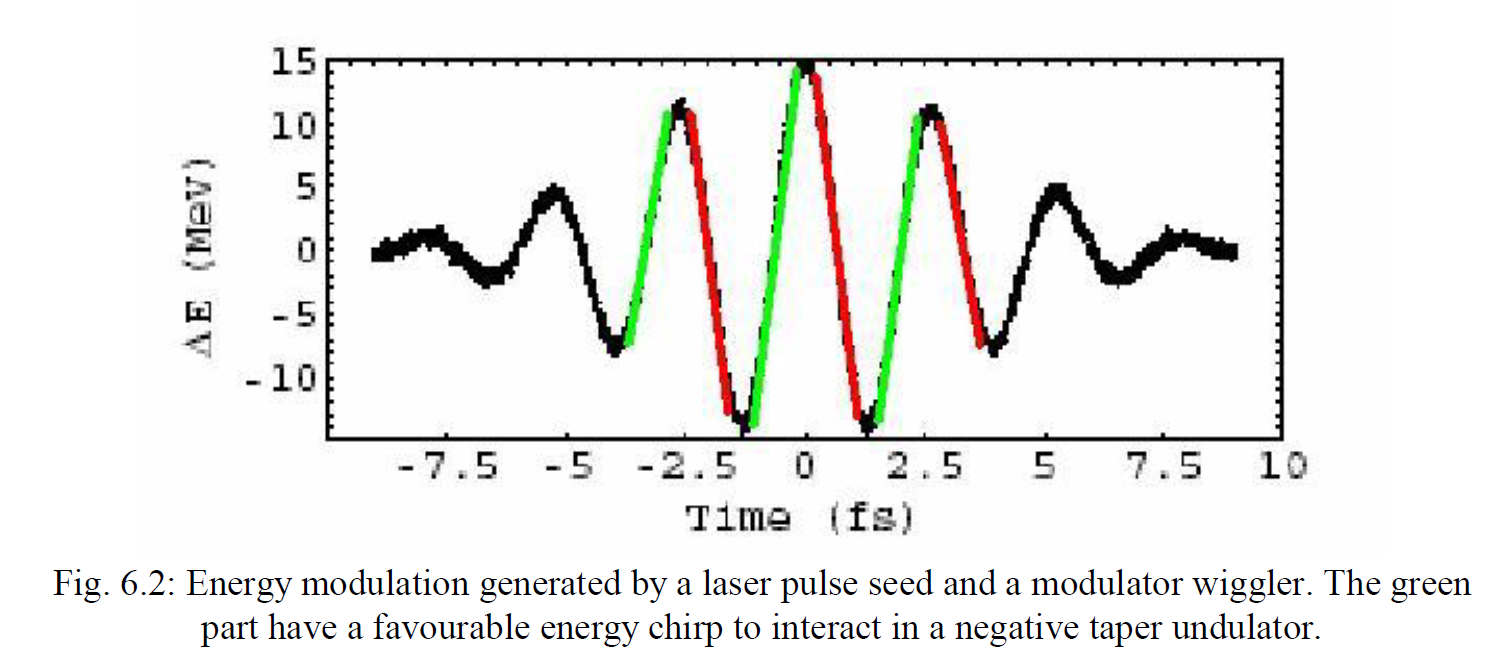 15
10
5
0
-5
-10
ΔE (MeV)
-7.5 -5 -2.5 0 2.5 5 7.5 10
Time (fs)
Fig. 6.2: Energy modulation generated by a laser pulse seed and a modulator wiggler. The green
part have a favourable energy chirp to interact in a negative taper undulator.